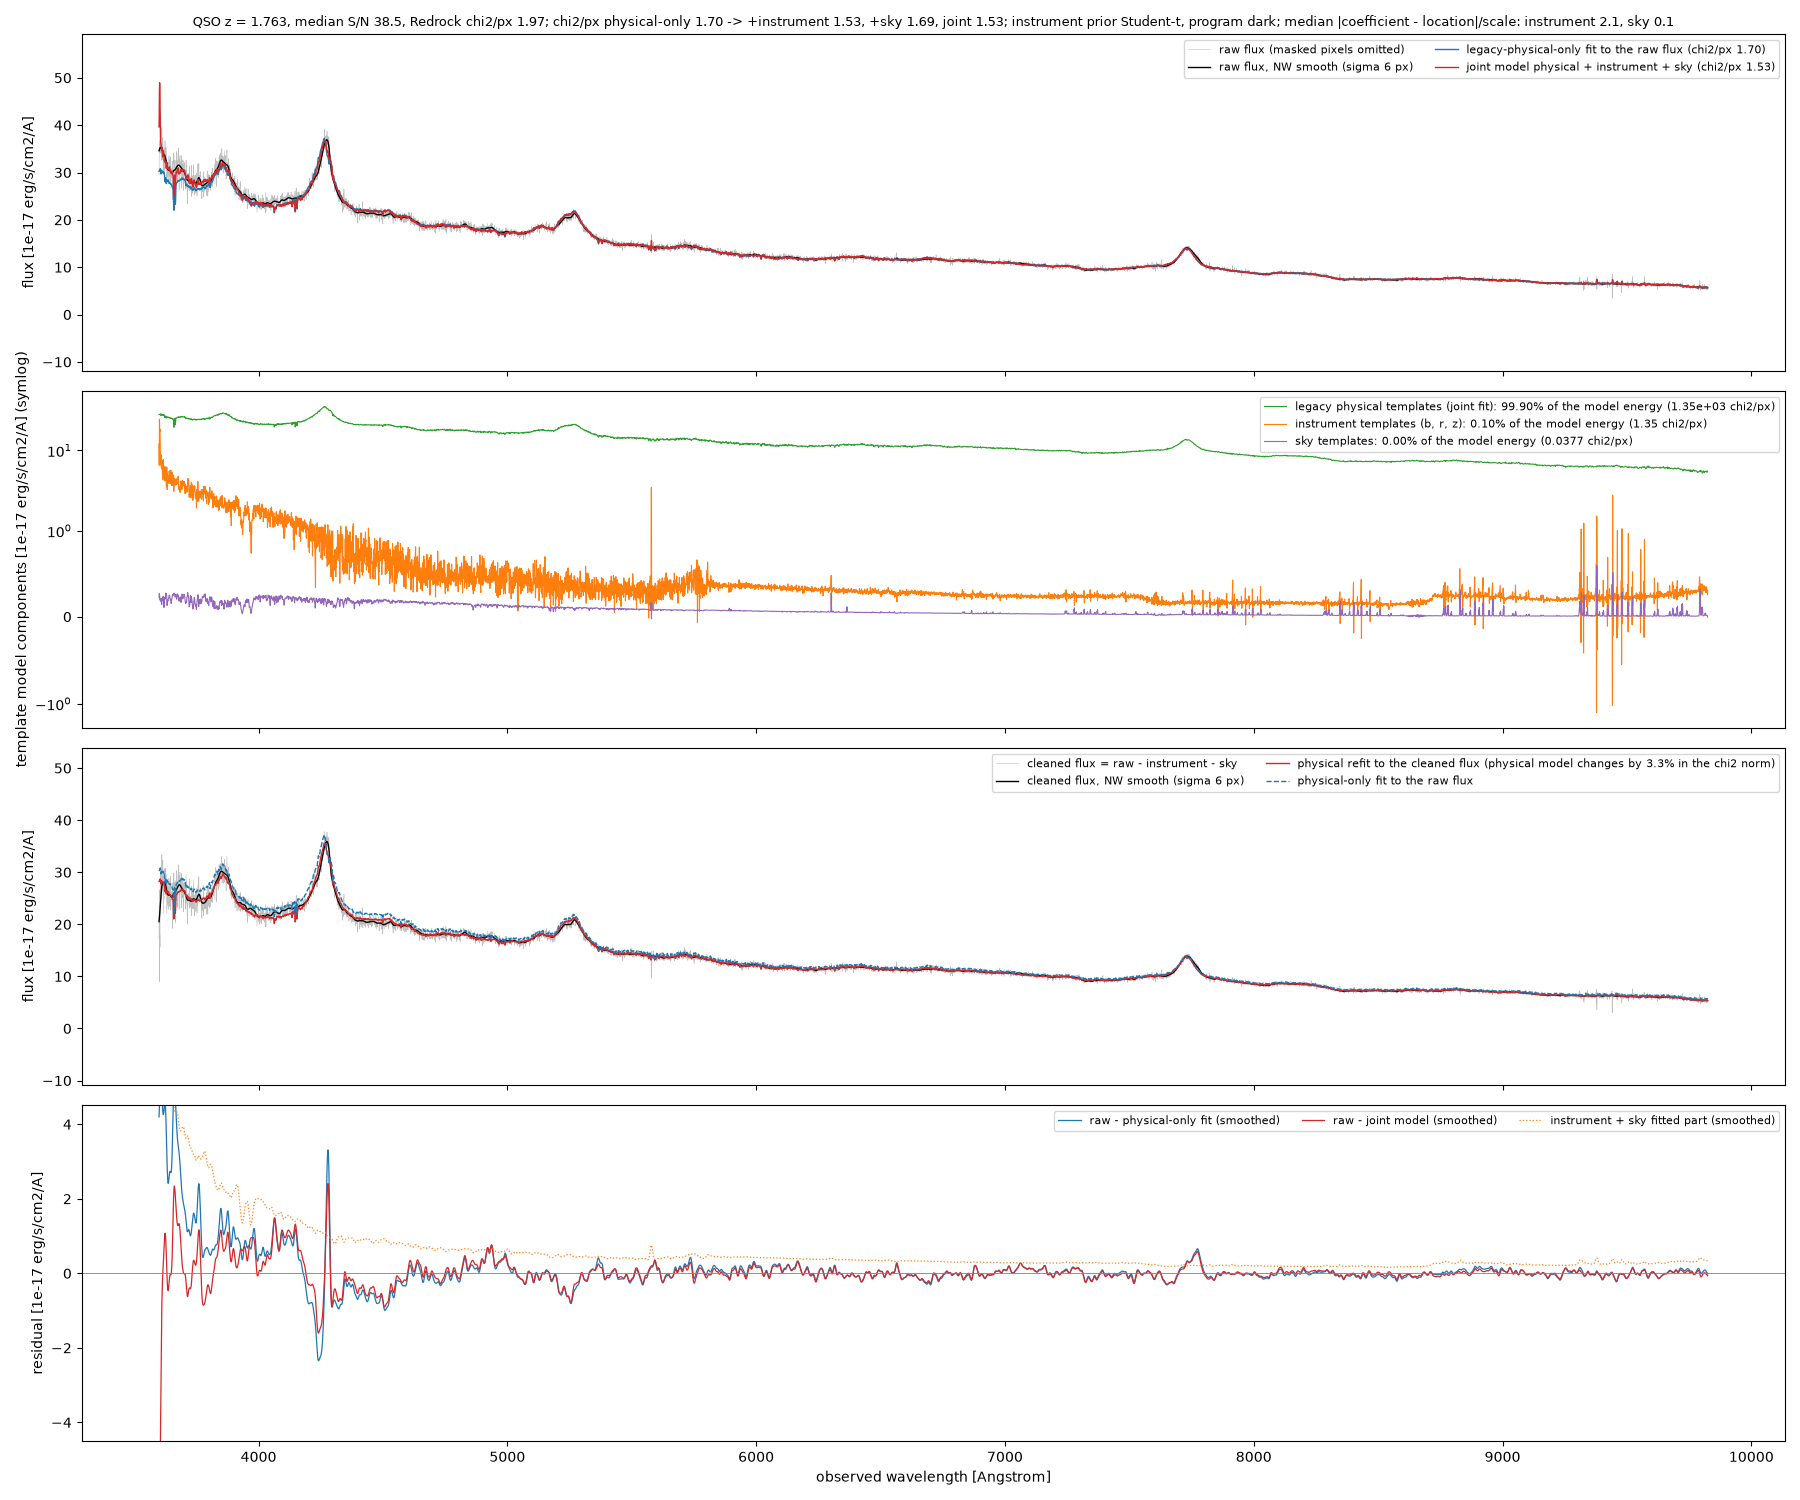 QSO z = 1.763, median S/N 38.5, Redrock chi2/px 1.97; chi2/px physical-only 1.70 -> +instrument 1.53, +sky 1.69, joint 1.53; instrument prior Student-t, program dark; median |coefficient - location|/scale: instrument 2.1, sky 0.1
raw flux (masked pixels omitted)
raw flux, NW smooth (sigma 6 px)
legacy-physical-only fit to the raw flux (chi2/px 1.70)
joint model physical + instrument + sky (chi2/px 1.53)
flux [1e-17 erg/s/cm2/A]
50
40
30
20
10
0
−10
legacy physical templates (joint fit): 99.90% of the model energy (1.35e+03 chi2/px)
instrument templates (b, r, z): 0.10% of the model energy (1.35 chi2/px)
sky templates: 0.00% of the model energy (0.0377 chi2/px)
template model components [1e-17 erg/s/cm2/A] (symlog)
10¹
10⁰
0
−10⁰
cleaned flux = raw - instrument - sky
cleaned flux, NW smooth (sigma 6 px)
physical refit to the cleaned flux (physical model changes by 3.3% in the chi2 norm)
physical-only fit to the raw flux
flux [1e-17 erg/s/cm2/A]
50
40
30
20
10
0
−10
raw - physical-only fit (smoothed)
raw - joint model (smoothed)
instrument + sky fitted part (smoothed)
residual [1e-17 erg/s/cm2/A]
4
2
0
−2
−4
4000 5000 6000 7000 8000 9000 10000
observed wavelength [Angstrom]